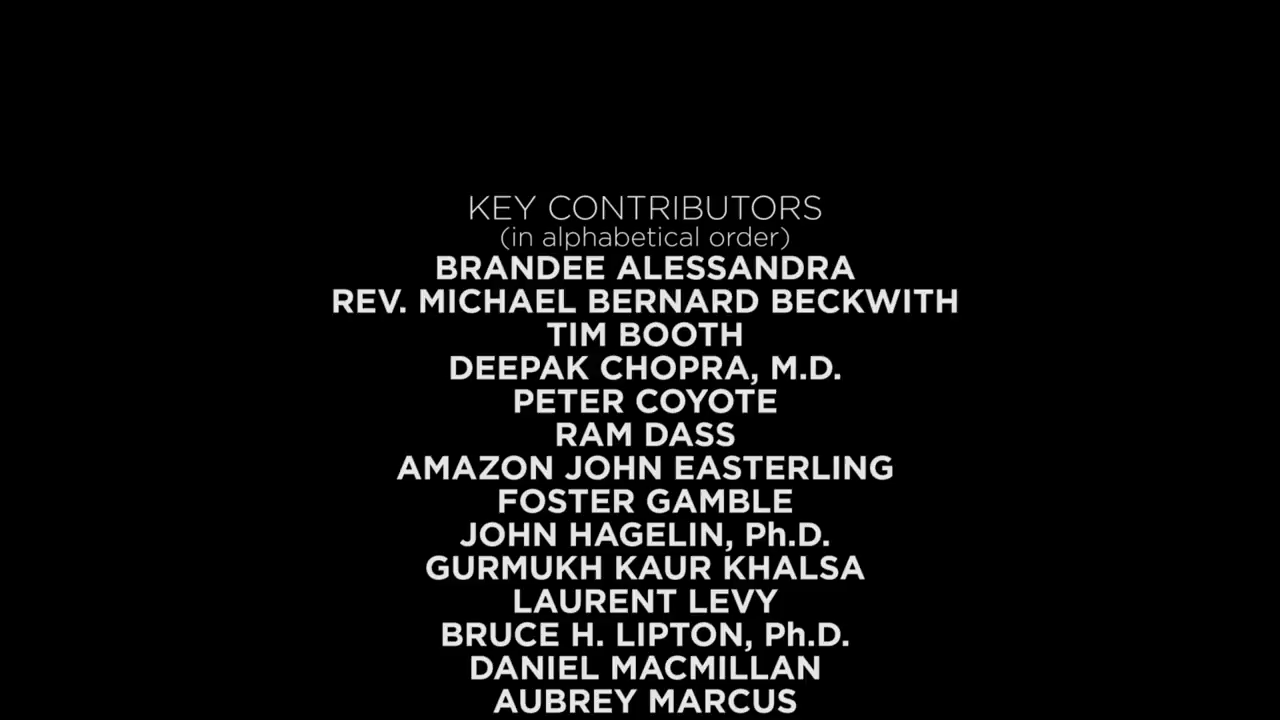 KEY CONTRIBUTORS
(in alphabetical order)
BRANDEE ALESSANDRA
REV. MICHAEL BERNARD BECKWITH
TIM BOOTH
DEEPAK CHOPRA, M.D.
PETER COYOTE
RAM DASS
AMAZON JOHN EASTERLING
FOSTER GAMBLE
JOHN HAGELIN, Ph.D.
GURMUKH KAUR KHALSA
LAURENT LEVY
BRUCE H. LIPTON, Ph.D.
DANIEL MACMILLAN
AUBREY MARCUS